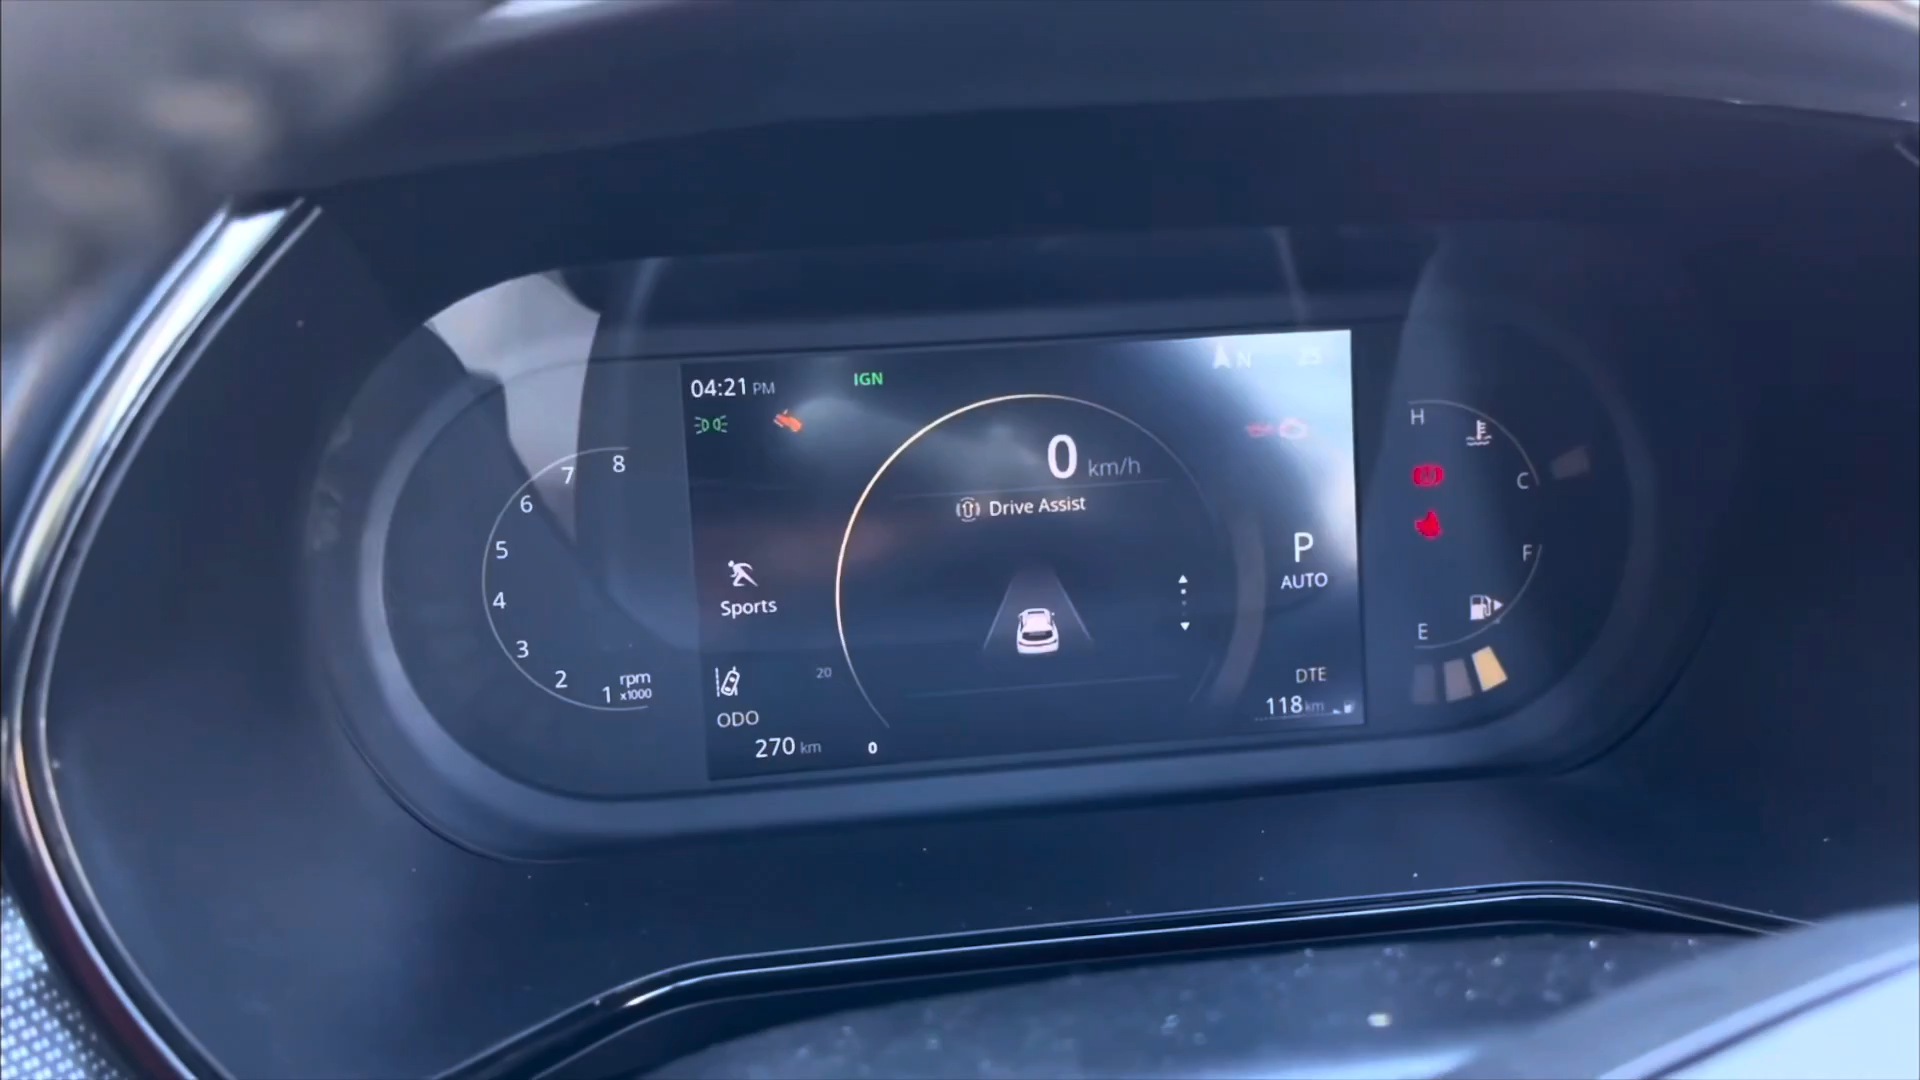 04:21 PM
IGN
N 25
0 km/h
Drive Assist
8
7
6
5
4
3
2
1
rpm
x1000
Sports
P
AUTO
20
ODO
270 km
0
DTE
118 km
H
C
F
E